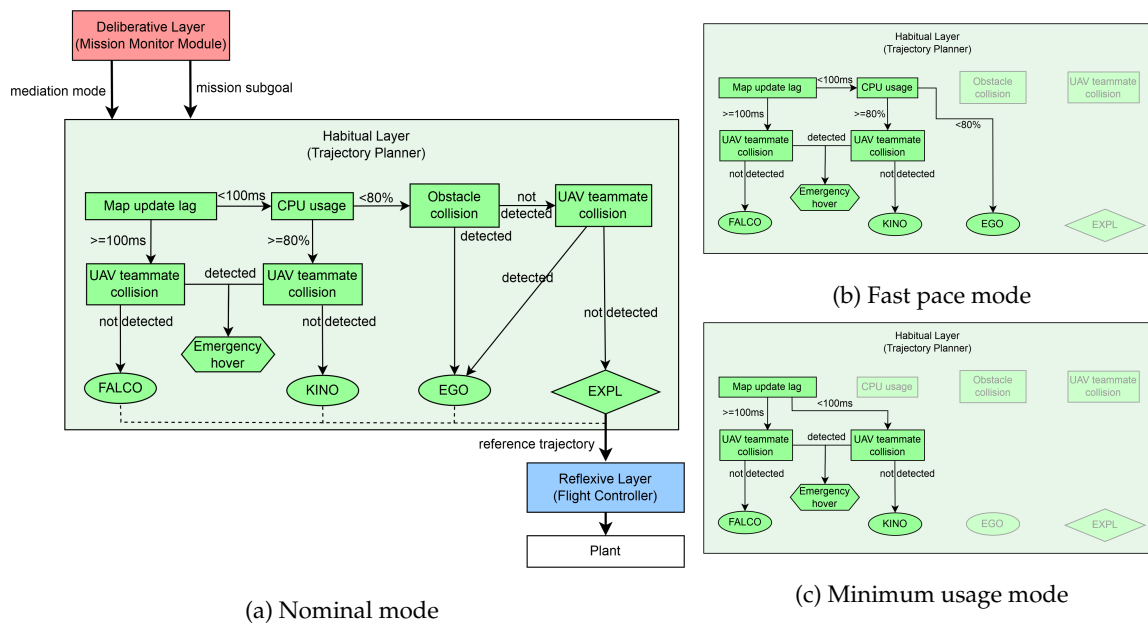 Deliberative Layer
(Mission Monitor Module)
mediation mode
mission subgoal
Habitual Layer
(Trajectory Planner)
Map update lag
<100ms
CPU usage
<80%
Obstacle
collision
not
detected
UAV teammate
collision
>=100ms
>=80%
detected
UAV teammate
collision
detected
UAV teammate
collision
detected
not detected
not detected
not detected
Emergency
hover
FALCO
KINO
EGO
EXPL
reference trajectory
Reflexive Layer
(Flight Controller)
Plant
(a) Nominal mode
Habitual Layer
(Trajectory Planner)
Map update lag
<100ms
CPU usage
Obstacle
collision
UAV teammate
collision
>=100ms
>=80%
<80%
UAV teammate
collision
detected
UAV teammate
collision
not detected
not detected
Emergency
hover
FALCO
KINO
EGO
EXPL
(b) Fast pace mode
Habitual Layer
(Trajectory Planner)
Map update lag
CPU usage
Obstacle
collision
UAV teammate
collision
>=100ms
<100ms
UAV teammate
collision
detected
UAV teammate
collision
not detected
not detected
Emergency
hover
FALCO
KINO
EGO
EXPL
(c) Minimum usage mode